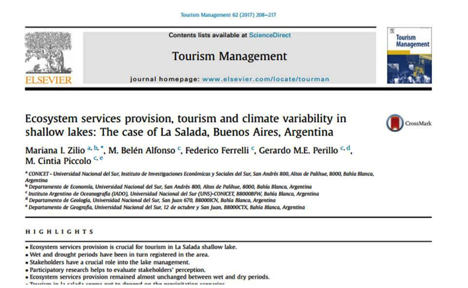 Tourism Management 62 (2017) 208–217
Contents lists available at ScienceDirect
Tourism Management
journal homepage: www.elsevier.com/locate/tourman
ELSEVIER
Tourism
Management
Ecosystem services provision, tourism and climate variability in
shallow lakes: The case of La Salada, Buenos Aires, Argentina
CrossMark
Mariana I. Zilio a, b, *, M. Belén Alfonso c, Federico Ferrelli c, Gerardo M.E. Perillo c, d,
M. Cintia Piccolo c, e
a CONICET – Universidad Nacional del Sur, Instituto de Investigaciones Económicas y Sociales del Sur, San Andrés 800, Altos de Palihue, 8000, Bahía Blanca,
Argentina
b Departamento de Economía, Universidad Nacional del Sur, San Andrés 800, Altos de Palihue, 8000, Bahía Blanca, Argentina
c Instituto Argentino de Oceanografía (IADO), Universidad Nacional del Sur (UNS)-CONICET, B8000BFW, Bahía Blanca, Argentina
d Departamento de Geología, Universidad Nacional del Sur, San Juan 670, B8000ICN, Bahía Blanca, Argentina
e Departamento de Geografía, Universidad Nacional del Sur, 12 de octubre y San Juan, B8000CTX, Bahía Blanca, Argentina
HIGHLIGHTS
• Ecosystem services provision is crucial for tourism in La Salada shallow lake.
• Wet and drought periods have been in turn registered in the area.
• Stakeholders have a crucial role into the lake management.
• Participatory research helps to evaluate stakeholders' perception.
• Ecosystem services provision remained almost unchanged between wet and dry periods.
• Tourism in la salada seems not to depend on the precipitation scenarios.